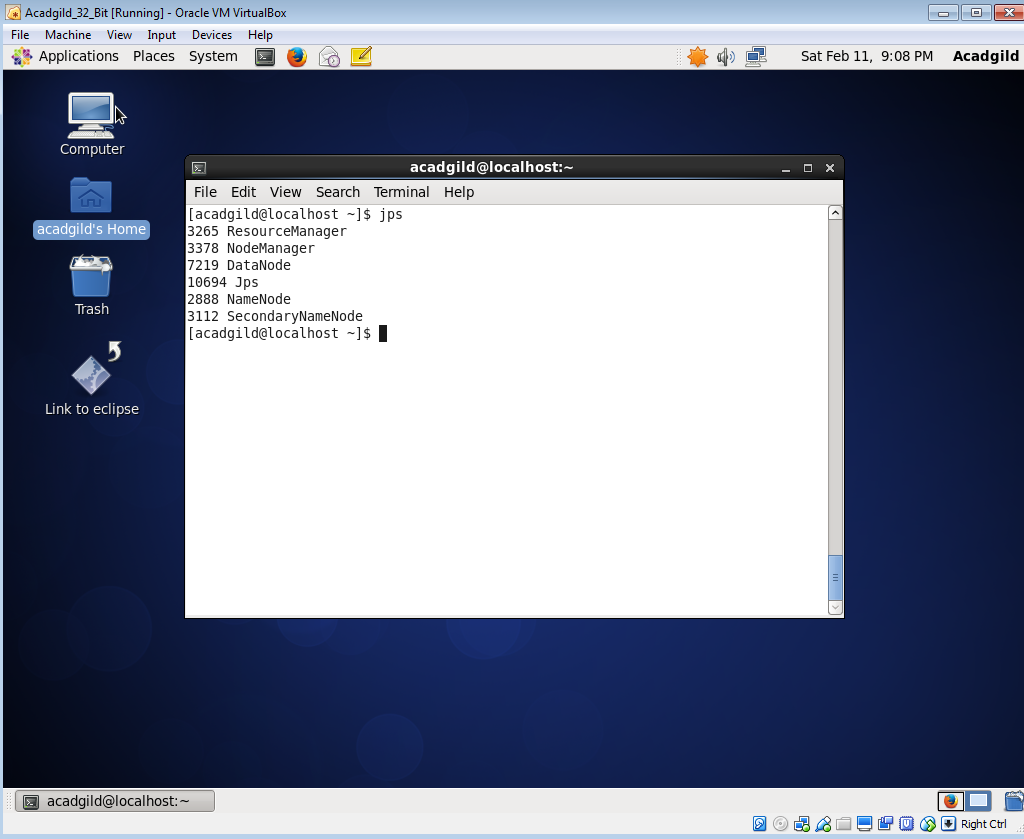 Acadgild_32_Bit [Running] - Oracle VM VirtualBox
File Machine View Input Devices Help
Applications Places System Sat Feb 11, 9:08 PM Acadgild
Computer
acadgild's Home
Trash
Link to eclipse
acadgild@localhost:~
File Edit View Search Terminal Help
[acadgild@localhost ~]$ jps
3265 ResourceManager
3378 NodeManager
7219 DataNode
10694 Jps
2888 NameNode
3112 SecondaryNameNode
[acadgild@localhost ~]$
acadgild@localhost:~
Right Ctrl